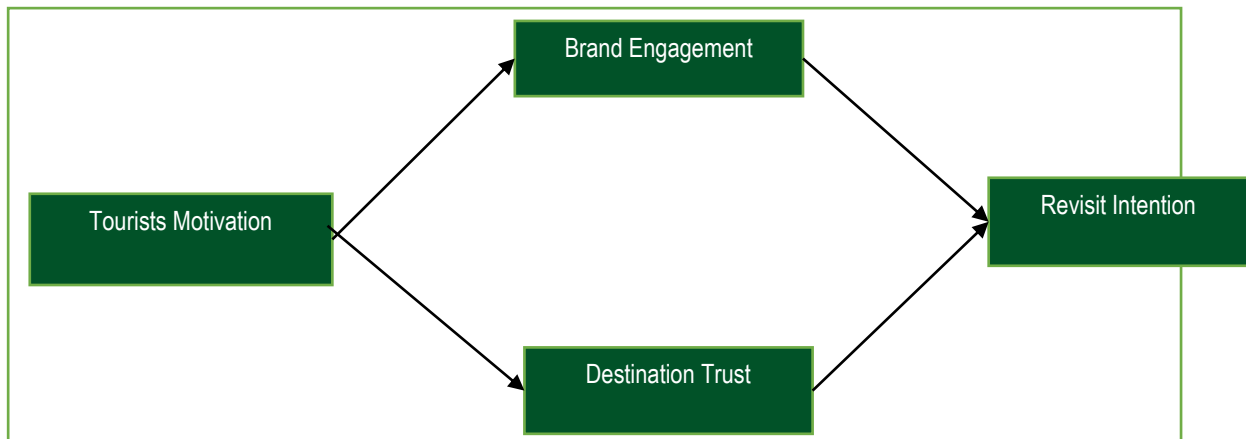 Brand Engagement
Tourists Motivation
Revisit Intention
Destination Trust